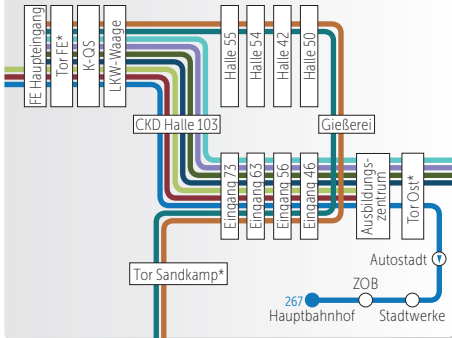 FE Haupteingang
Tor FE*
K-QS
LKW-Waage
Halle 55
Halle 54
Halle 42
Halle 50
CKD Halle 103
Gießerei
Eingang 73
Eingang 63
Eingang 56
Eingang 46
Ausbildungs-
zentrum
Tor Ost*
Tor Sandkamp*
Autostadt
ZOB
267
Hauptbahnhof
Stadtwerke